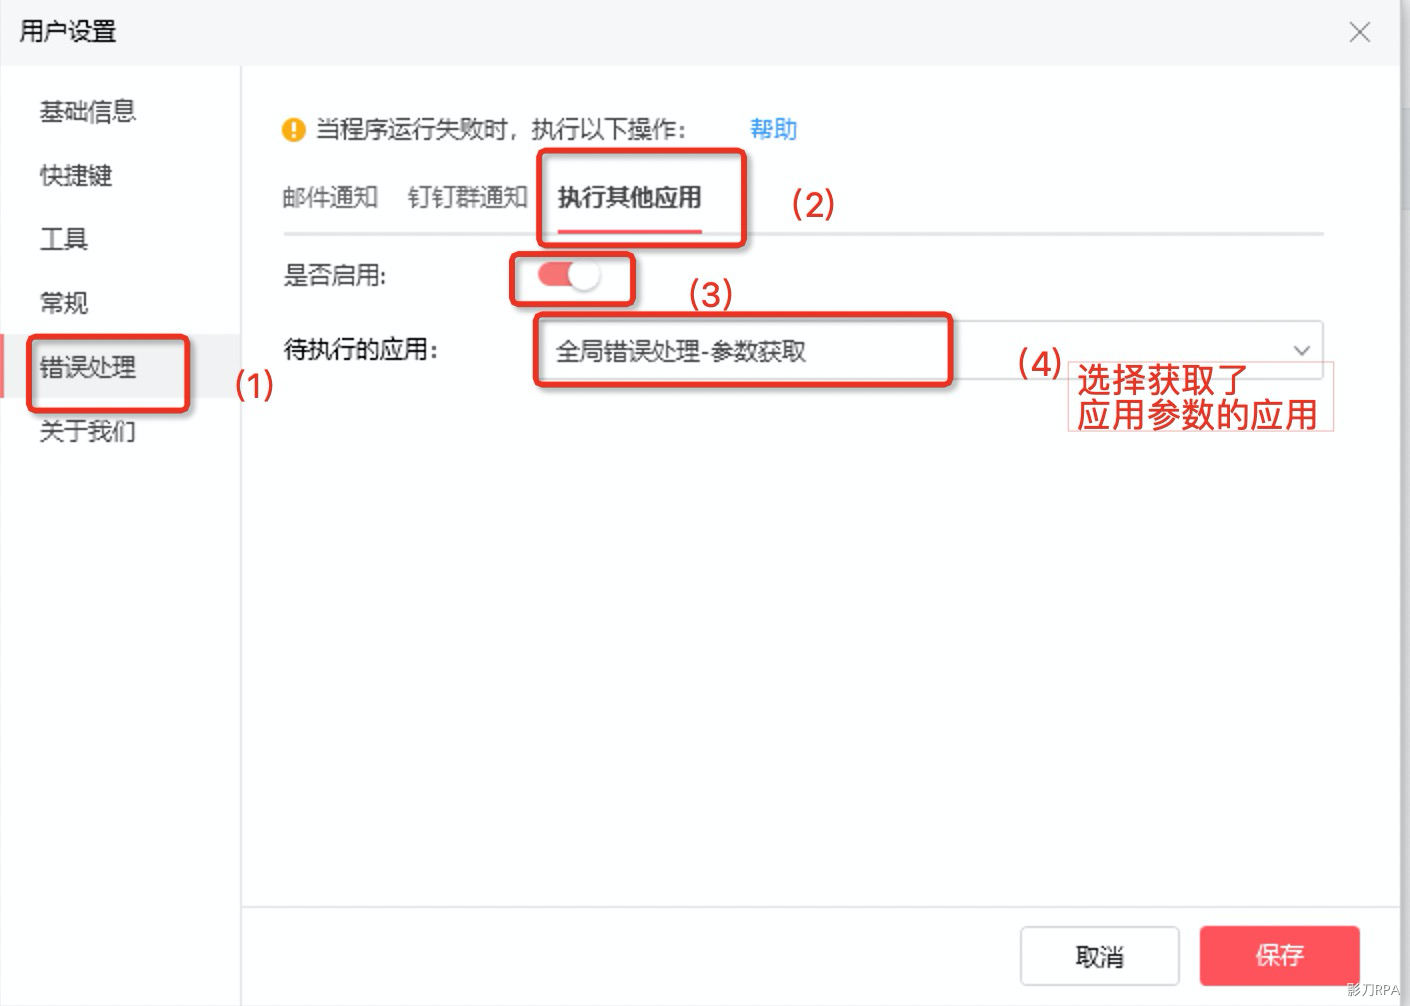 用户设置
基础信息
快捷键
工具
常规
错误处理
(1)
关于我们
当程序运行失败时，执行以下操作：
帮助
邮件通知
钉钉群通知
执行其他应用
(2)
是否启用:
(3)
待执行的应用:
全局错误处理-参数获取
(4)
选择获取了
应用参数的应用
取消
保存
影刀RPA